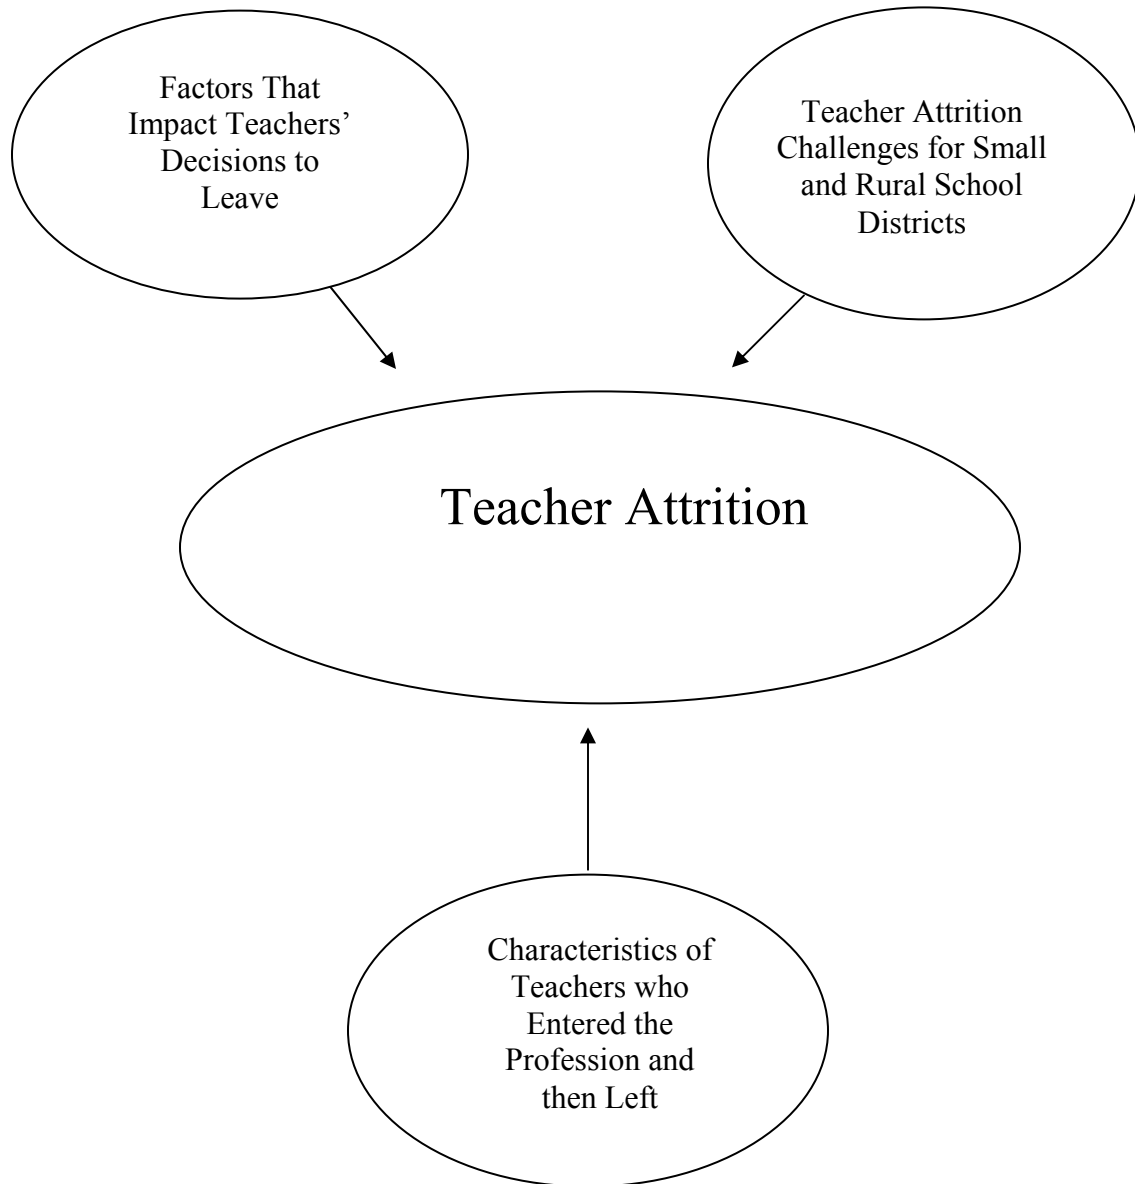 Factors That
Impact Teachers’
Decisions to
Leave
Teacher Attrition
Challenges for Small
and Rural School
Districts
Teacher Attrition
Characteristics of
Teachers who
Entered the
Profession and
then Left